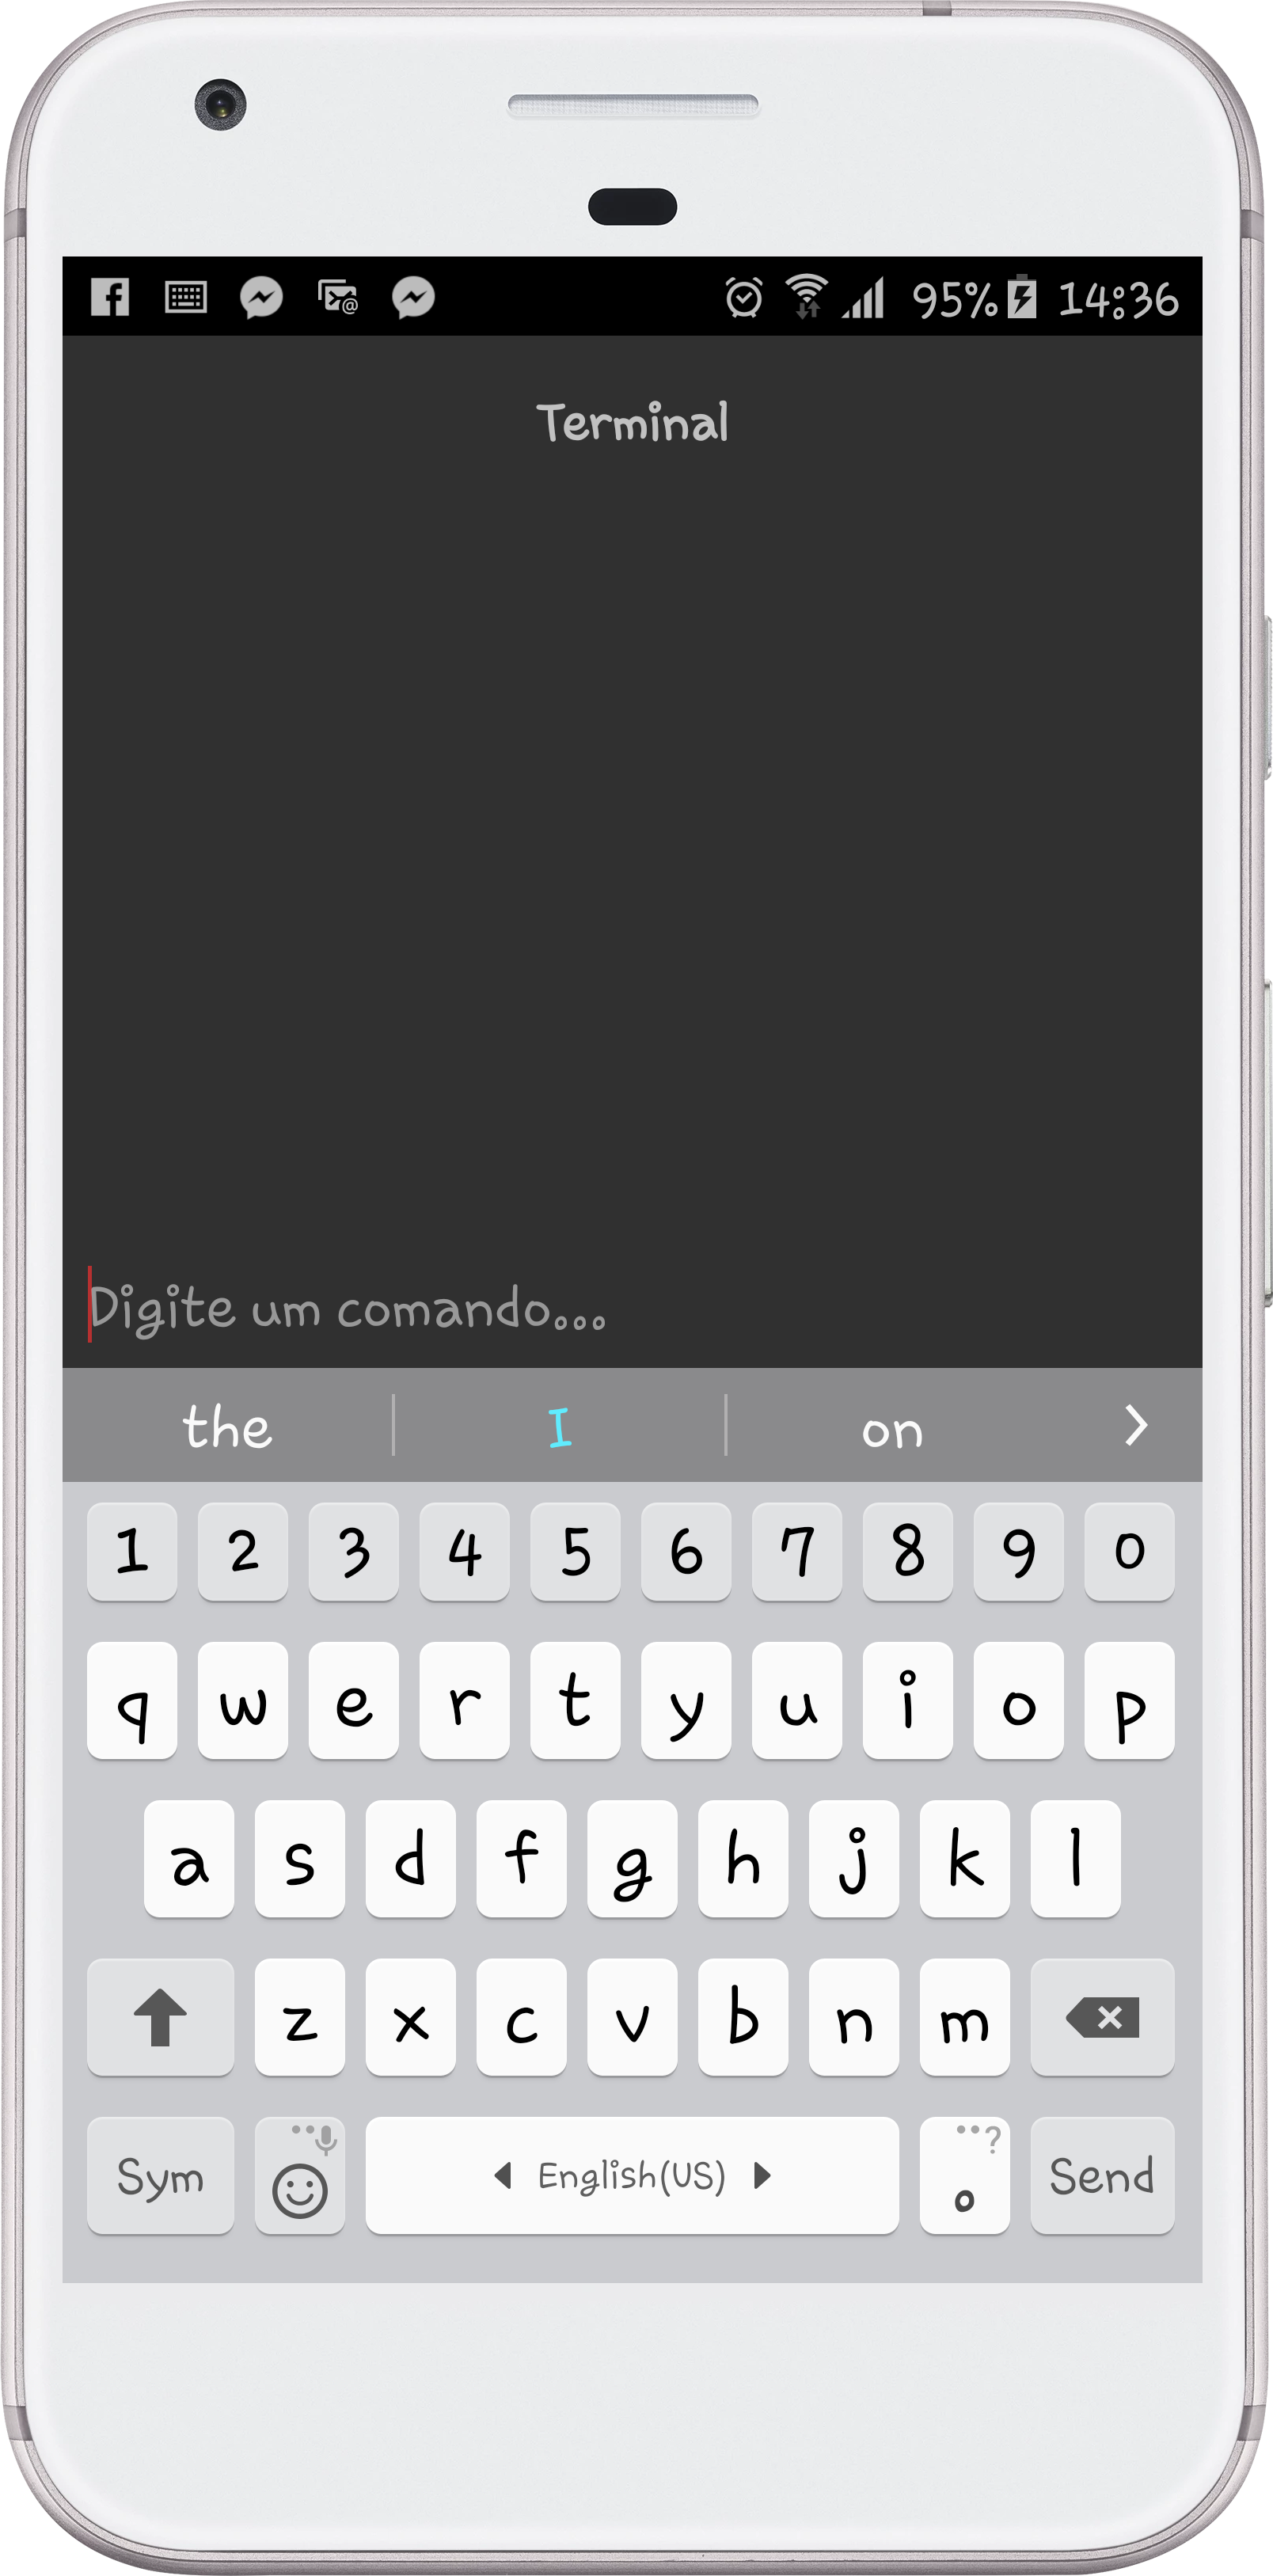 95% 14:36
Terminal
Digite um comando...
the I on
1 2 3 4 5 6 7 8 9 0
q w e r t y u i o p
a s d f g h j k l
z x c v b n m
Sym English(US) ? . Send